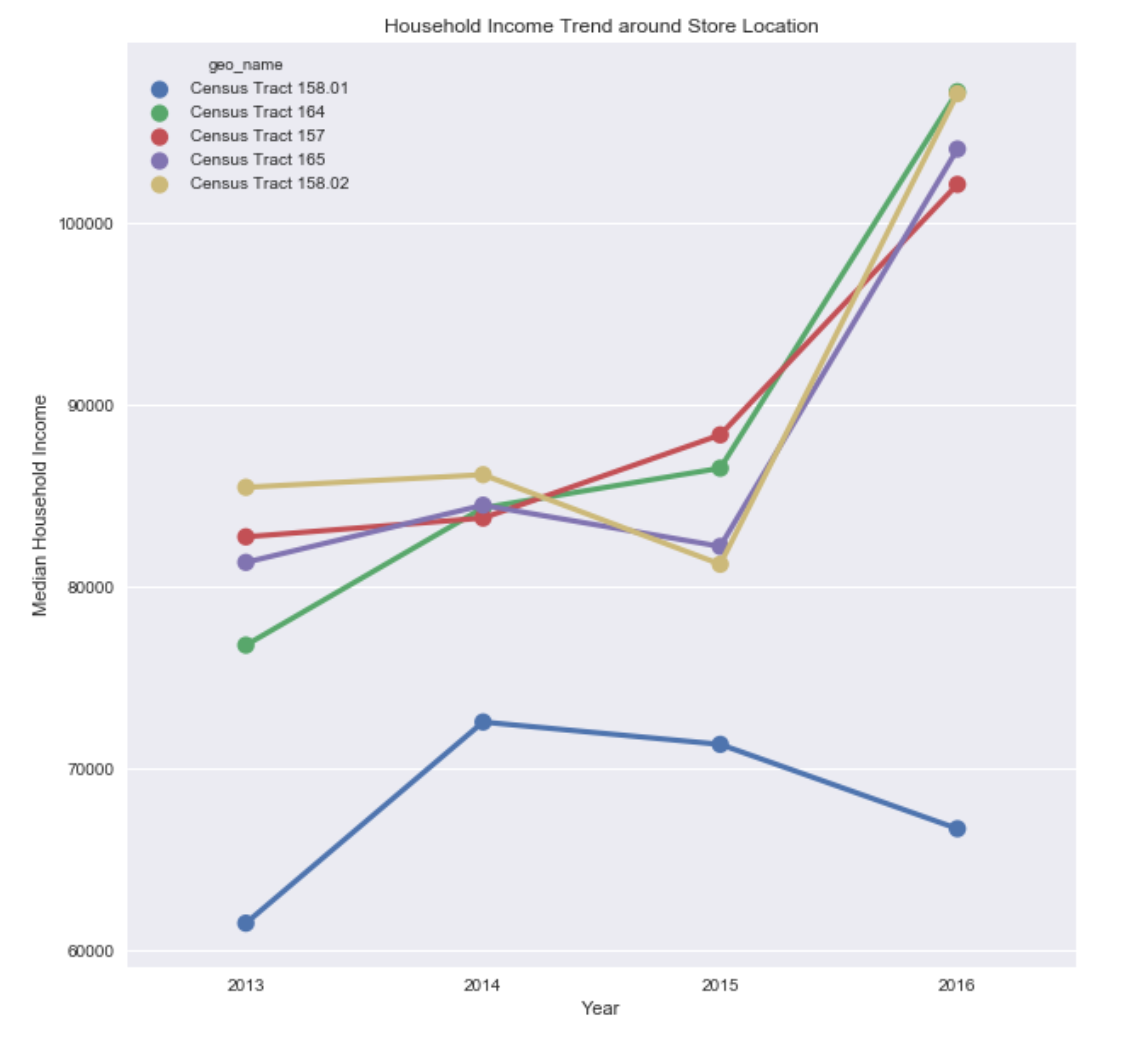 Household Income Trend around Store Location
geo_name
Census Tract 158.01
Census Tract 164
Census Tract 157
Census Tract 165
Census Tract 158.02
100000
90000
80000
70000
60000
Median Household Income
2013 2014 2015 2016
Year